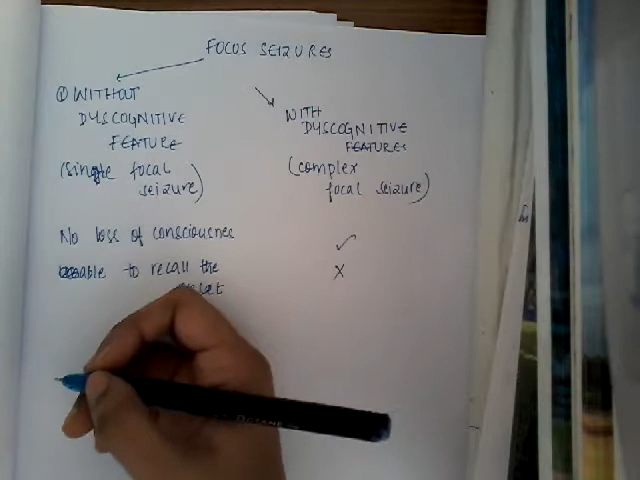 FOCUS SEIZURES
① WITHOUT
DYSCOGNITIVE
FEATURE
(single focal
seizure)
WITH
DYSCOGNITIVE
FEATURES
(complex
focal seizure)
No loss of consciousnes
✓
able to recall the
X